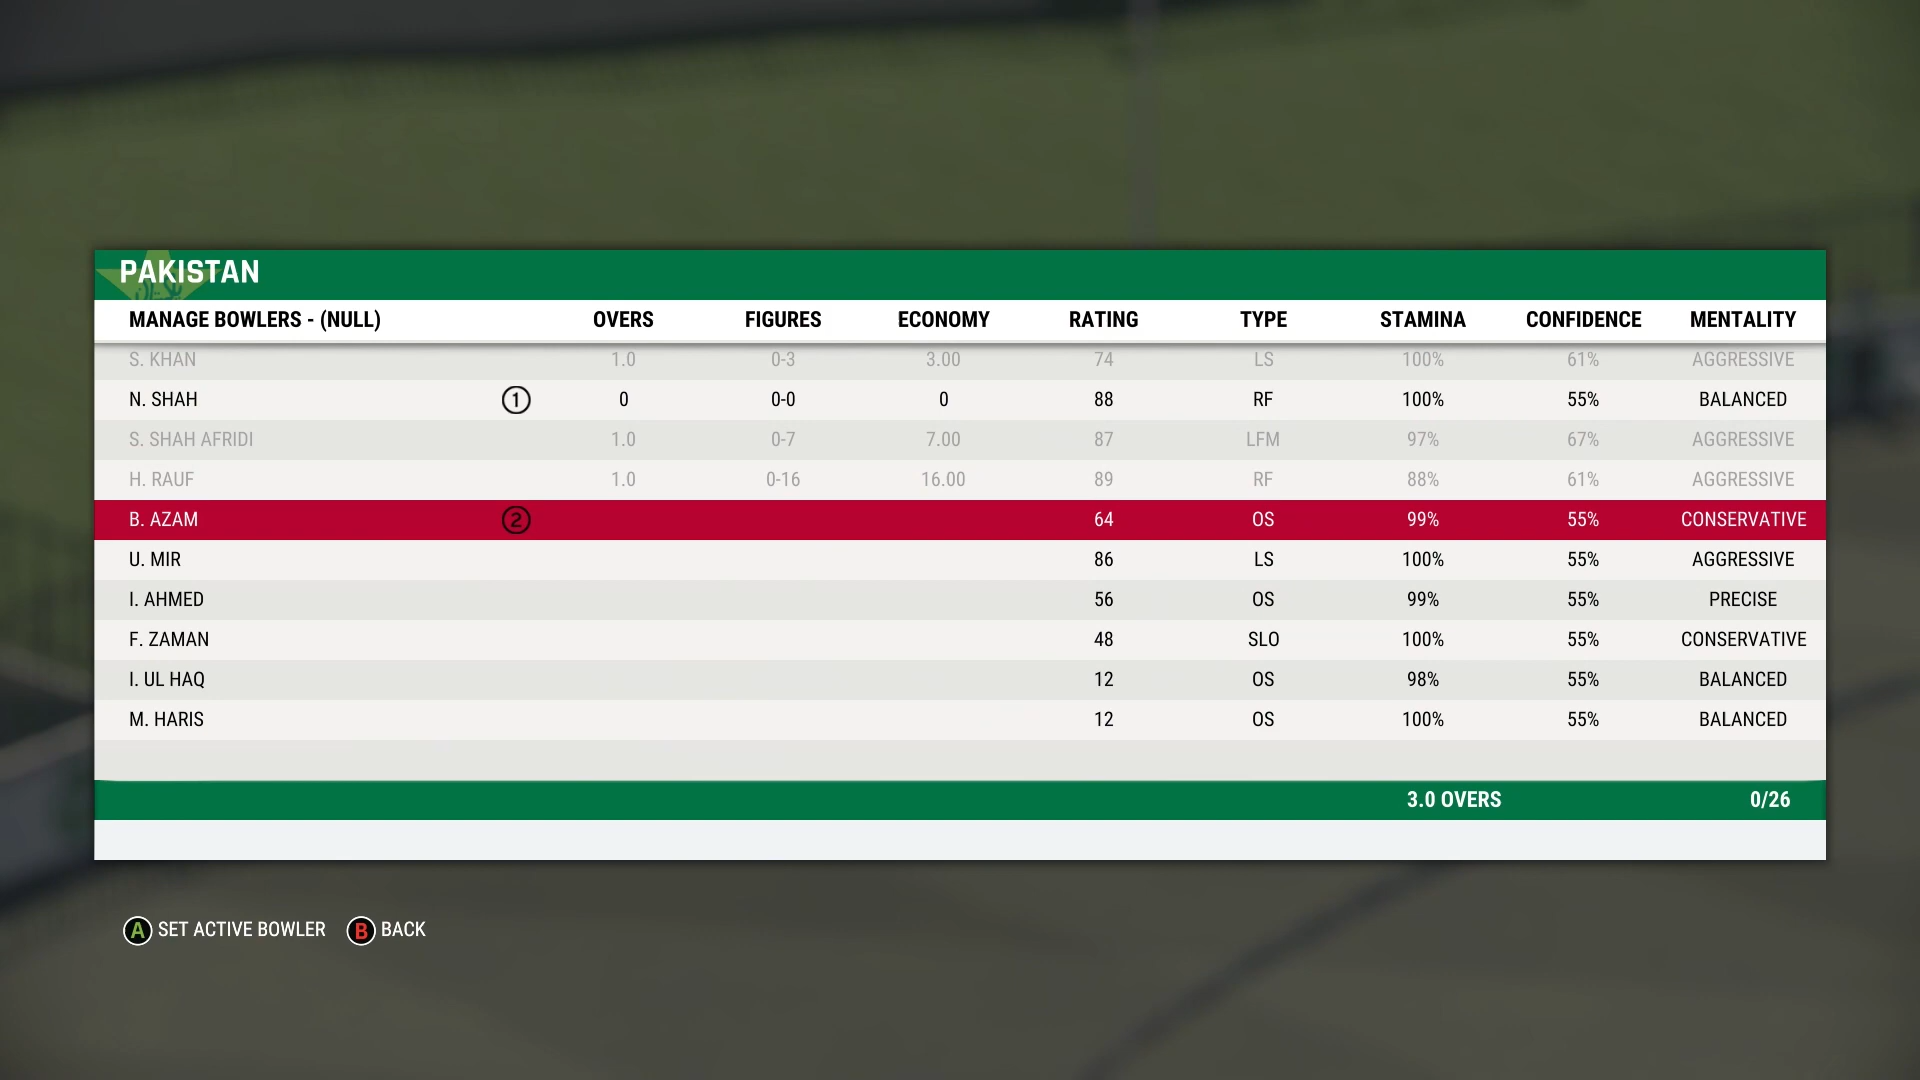 PAKISTAN
MANAGE BOWLERS - (NULL) OVERS FIGURES ECONOMY RATING TYPE STAMINA CONFIDENCE MENTALITY
S. KHAN 1.0 0-3 3.00 74 LS 100% 61% AGGRESSIVE
N. SHAH 1 0 0-0 0 88 RF 100% 55% BALANCED
S. SHAH AFRIDI 1.0 0-7 7.00 87 LFM 97% 67% AGGRESSIVE
H. RAUF 1.0 0-16 16.00 89 RF 88% 61% AGGRESSIVE
B. AZAM 2 64 OS 99% 55% CONSERVATIVE
U. MIR 86 LS 100% 55% AGGRESSIVE
I. AHMED 56 OS 99% 55% PRECISE
F. ZAMAN 48 SLO 100% 55% CONSERVATIVE
I. UL HAQ 12 OS 98% 55% BALANCED
M. HARIS 12 OS 100% 55% BALANCED
3.0 OVERS 0/26
A SET ACTIVE BOWLER B BACK